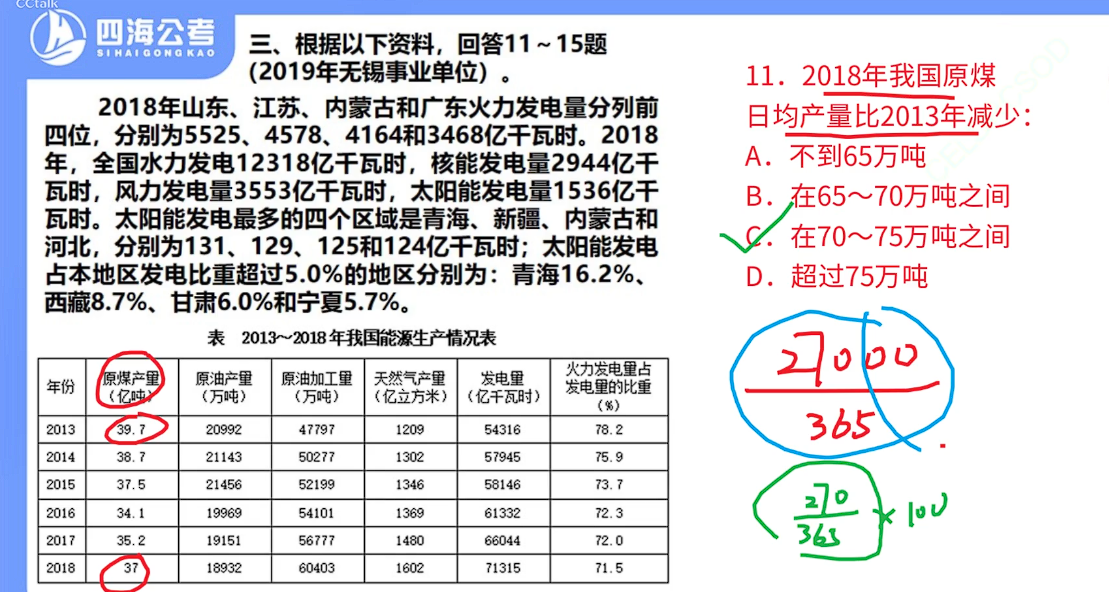 CCtalk
四海公考
SIHAIGONGKAO
三、根据以下资料，回答11～15题
（2019年无锡事业单位）。
2018年山东、江苏、内蒙古和广东火力发电量分列前
四位，分别为5525、4578、4164和3468亿千瓦时。2018
年，全国水力发电12318亿千瓦时，核能发电量2944亿千
瓦时，风力发电量3553亿千瓦时，太阳能发电量1536亿千
瓦时。太阳能发电最多的四个区域是青海、新疆、内蒙古和
河北，分别为131、129、125和124亿千瓦时；太阳能发电
占本地区发电比重超过5.0%的地区分别为：青海16.2%、
西藏8.7%、甘肃6.0%和宁夏5.7%。
表 2013～2018年我国能源生产情况表
年份 原煤产量（亿吨） 原油产量（万吨） 原油加工量（万吨） 天然气产量（亿立方米） 发电量（亿千瓦时） 火力发电量占发电量的比重（%）
2013 39.7 20992 47797 1209 54316 78.2
2014 38.7 21143 50277 1302 57945 75.9
2015 37.5 21456 52199 1346 58146 73.7
2016 34.1 19969 54101 1369 61332 72.3
2017 35.2 19151 56777 1480 66044 72.0
2018 37 18932 60403 1602 71315 71.5
11．2018年我国原煤
日均产量比2013年减少：
A．不到65万吨
B．在65～70万吨之间
C．在70～75万吨之间
D．超过75万吨
27000
365
270
365
×100